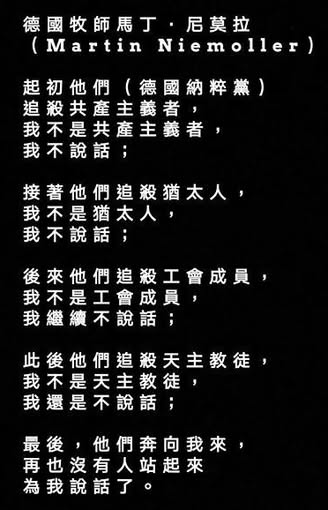 德國牧師馬丁·尼莫拉
（Martin Niemoller）
起初他們（德國納粹黨）
追殺共產主義者，
我不是共產主義者，
我不說話；
接著他們追殺猶太人，
我不是猶太人，
我不說話；
後來他們追殺工會成員，
我不是工會成員，
我繼續不說話；
此後他們追殺天主教徒，
我不是天主教徒，
我還是不說話；
最後，他們奔向我來，
再也沒有人站起來
為我說話了。